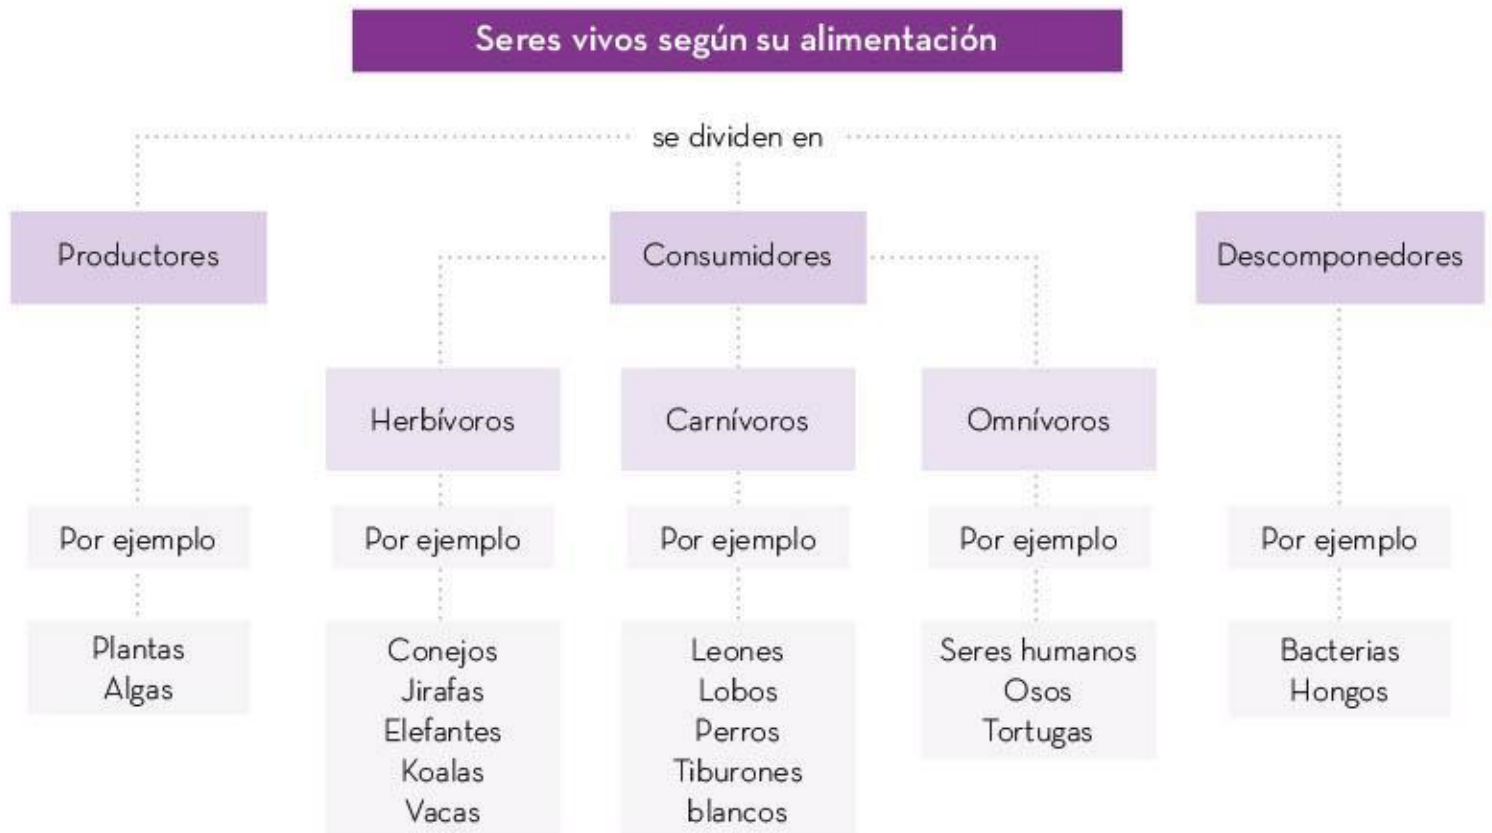 Seres vivos según su alimentación
se dividen en
Productores
Consumidores
Descomponedores
Herbívoros
Carnívoros
Omnívoros
Por ejemplo
Por ejemplo
Por ejemplo
Por ejemplo
Por ejemplo
Plantas
Algas
Conejos
Jirafas
Elefantes
Koalas
Vacas
Leones
Lobos
Perros
Tiburones
blancos
Seres humanos
Osos
Tortugas
Bacterias
Hongos